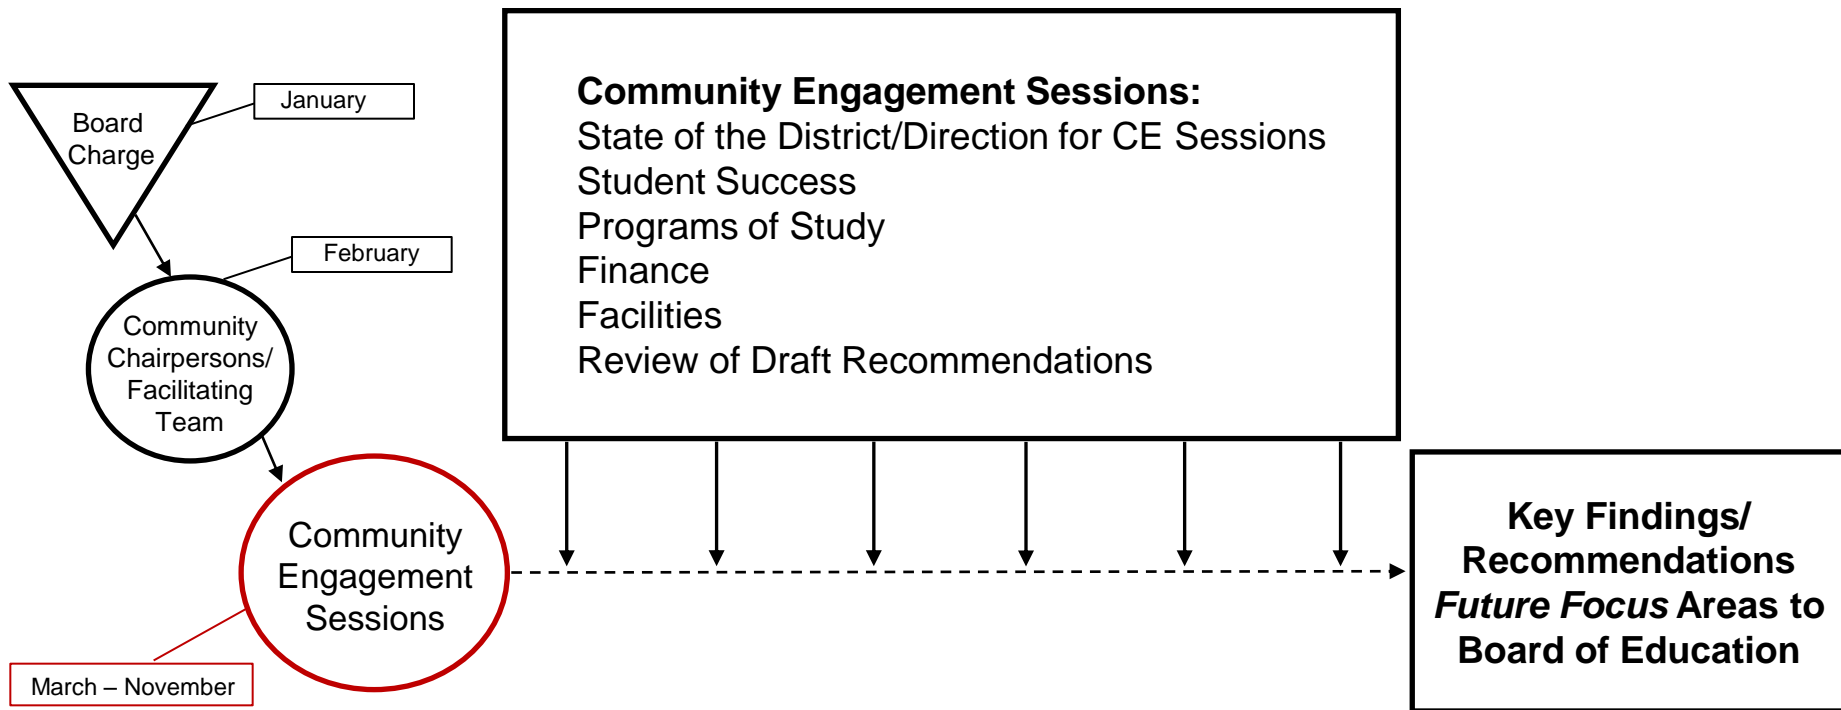 Board
Charge
January
February
Community
Chairpersons/
Facilitating
Team
Community
Engagement
Sessions
March – November
Community Engagement Sessions:
State of the District/Direction for CE Sessions
Student Success
Programs of Study
Finance
Facilities
Review of Draft Recommendations
Key Findings/
Recommendations
Future Focus Areas to
Board of Education